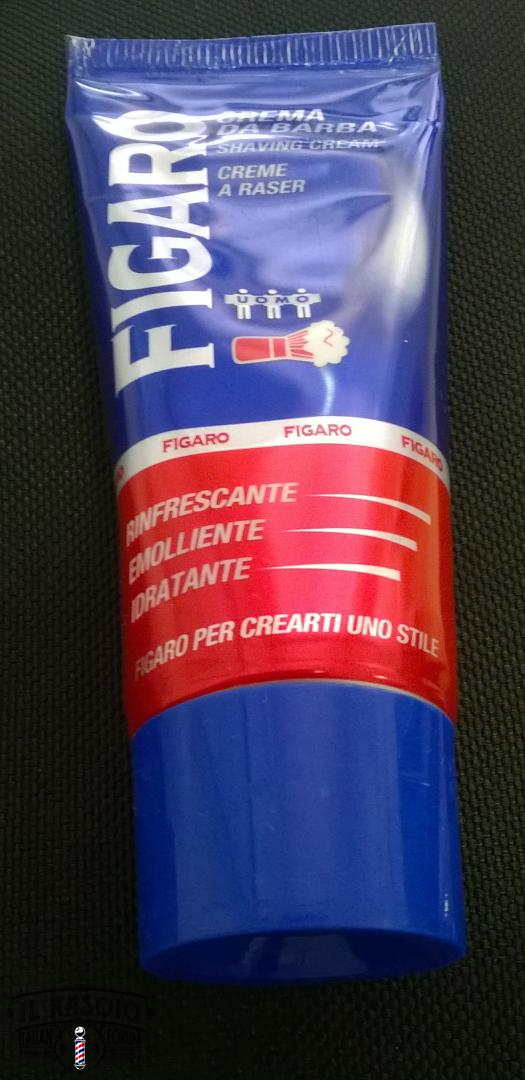 FIGARO
CREMA
DA BARBA
SHAVING CREAM
CREME
A RASER
UOMO
FIGARO FIGARO FIGARO
RINFRESCANTE
EMOLLIENTE
IDRATANTE
FIGARO PER CREARTI UNO STILE
IL RASOIO
ITALIAN FORUM